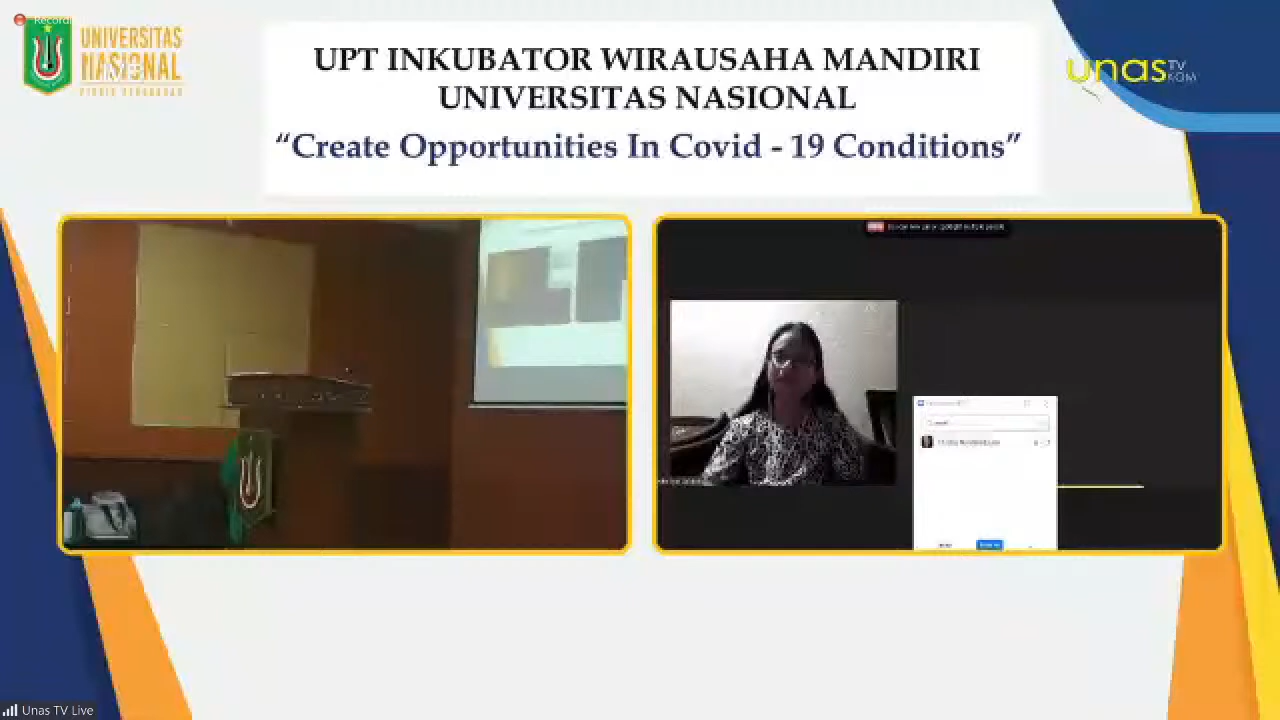 UNIVERSITAS
NASIONAL
UPT INKUBATOR WIRAUSAHA MANDIRI
UNIVERSITAS NASIONAL
“Create Opportunities In Covid - 19 Conditions”
unas TV
KOM
Unas TV Live